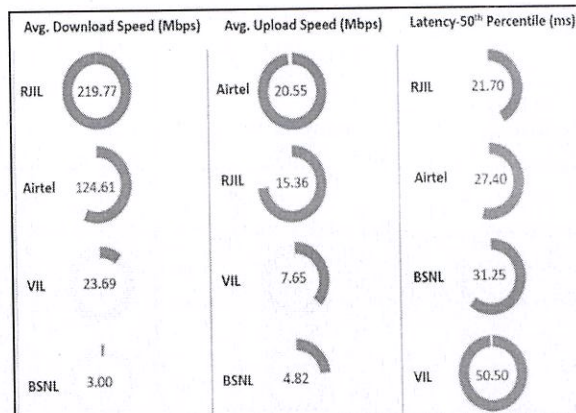 Avg. Download Speed (Mbps)
RJIL 219.77
Airtel 124.61
VIL 23.69
BSNL 3.00
Avg. Upload Speed (Mbps)
Airtel 20.55
RJIL 15.36
VIL 7.65
BSNL 4.82
Latency-50th Percentile (ms)
RJIL 21.70
Airtel 27.40
BSNL 31.25
VIL 50.50